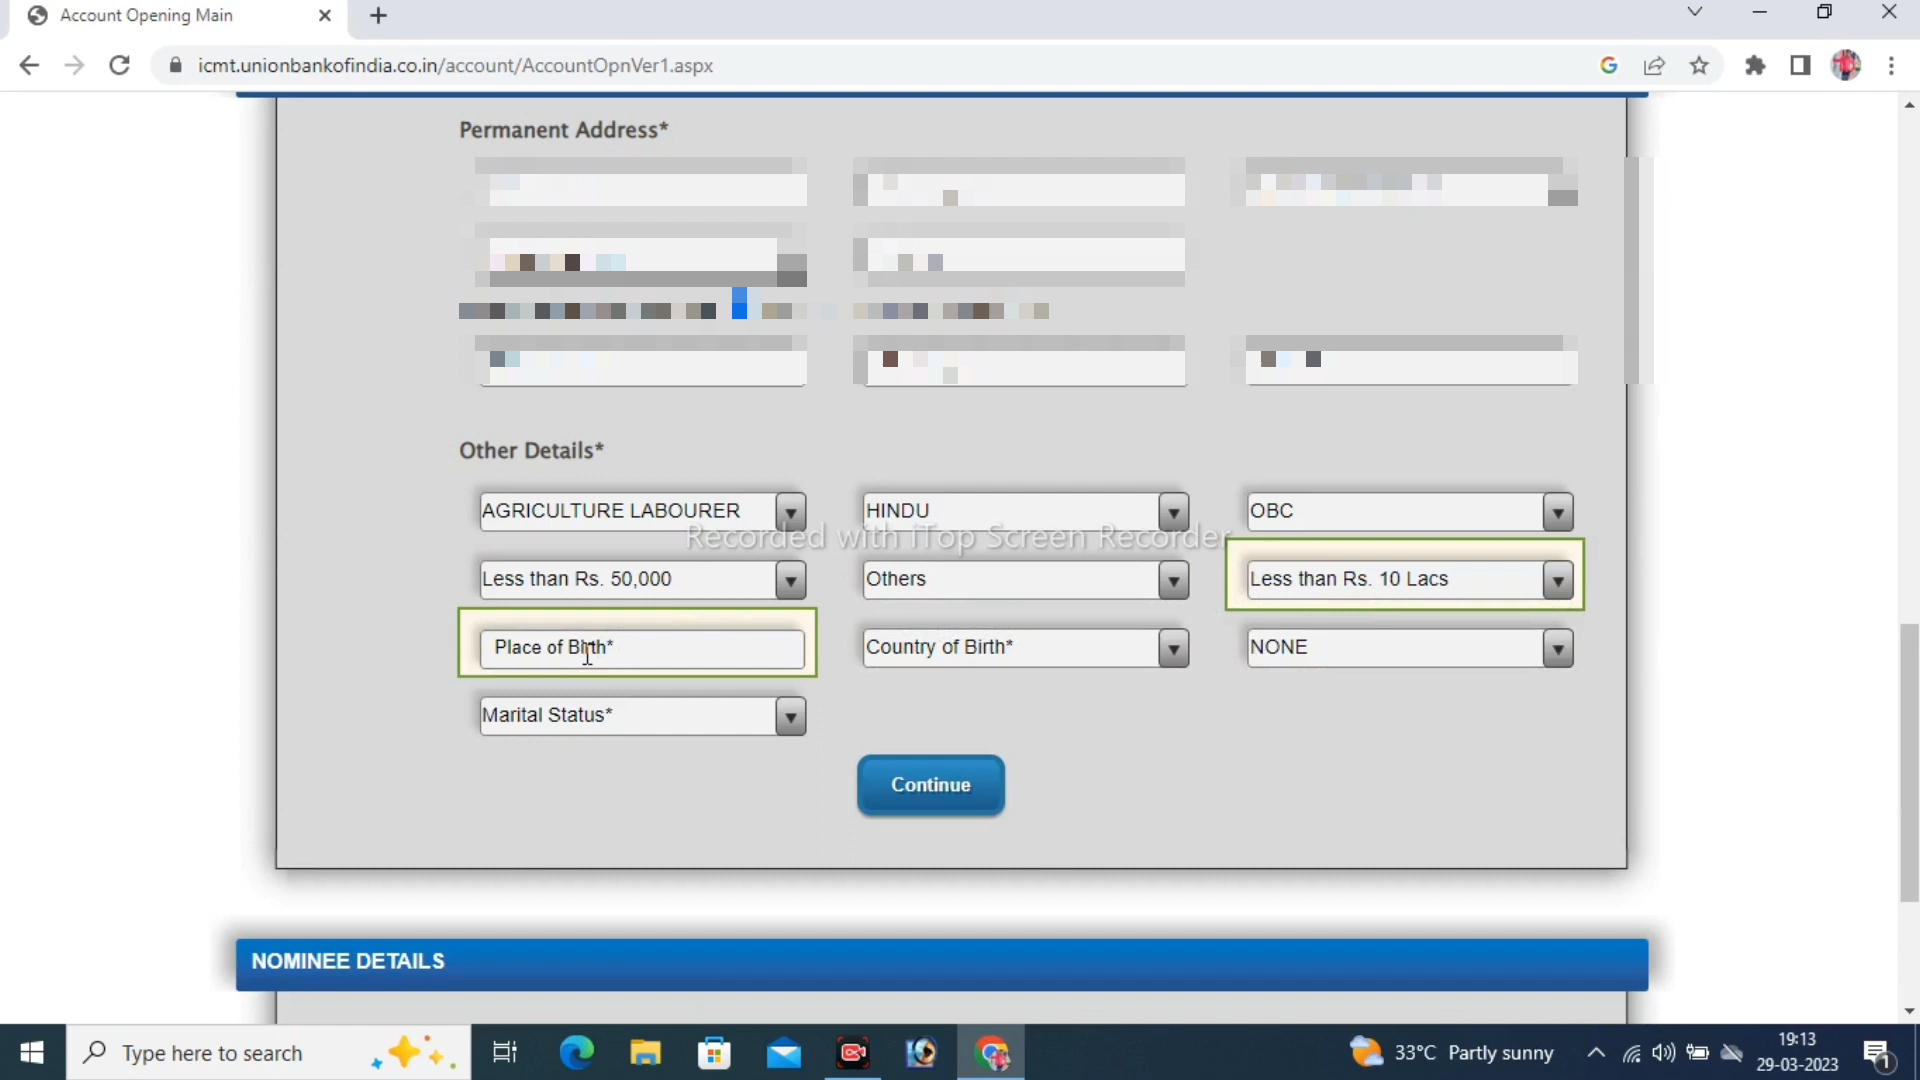 Account Opening Main
icmt.unionbankofindia.co.in/account/AccountOpnVer1.aspx
Permanent Address*
Other Details*
AGRICULTURE LABOURER HINDU OBC
Recorded with iTop Screen Recorder
Less than Rs. 50,000 Others Less than Rs. 10 Lacs
Place of Birth* Country of Birth* NONE
Marital Status*
Continue
NOMINEE DETAILS
Type here to search 33°C Partly sunny 19:13
29-03-2023 1